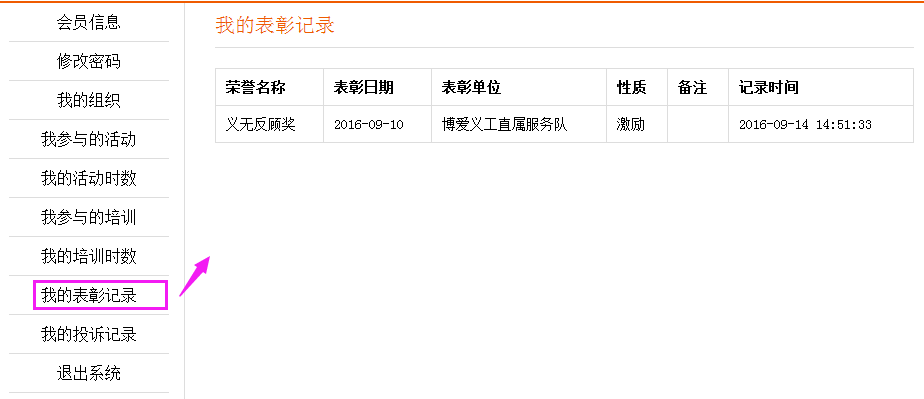 会员信息
修改密码
我的组织
我参与的活动
我的活动时数
我参与的培训
我的培训时数
我的表彰记录
我的投诉记录
退出系统
我的表彰记录
荣誉名称 表彰日期 表彰单位 性质 备注 记录时间
义无反顾奖 2016-09-10 博爱义工直属服务队 激励 2016-09-14 14:51:33